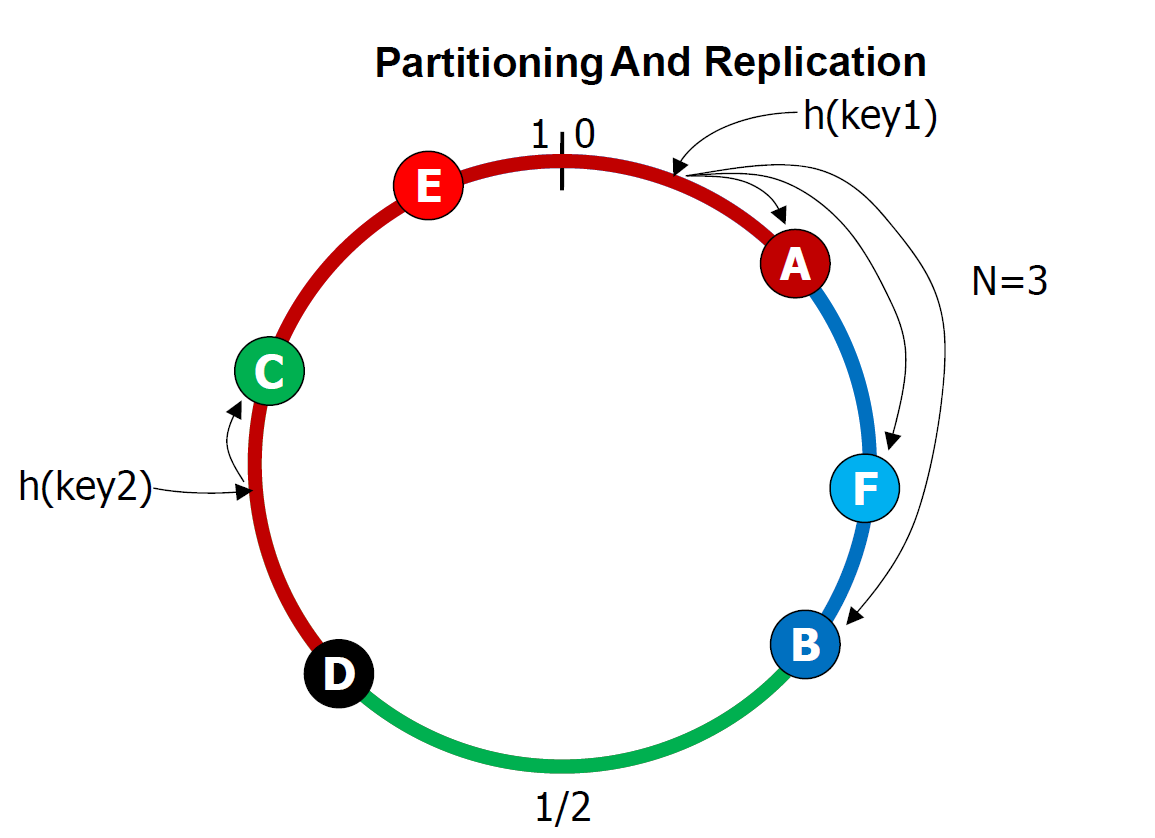 Partitioning And Replication
h(key1)
1 0
E
A
N=3
C
h(key2)
F
B
D
1/2